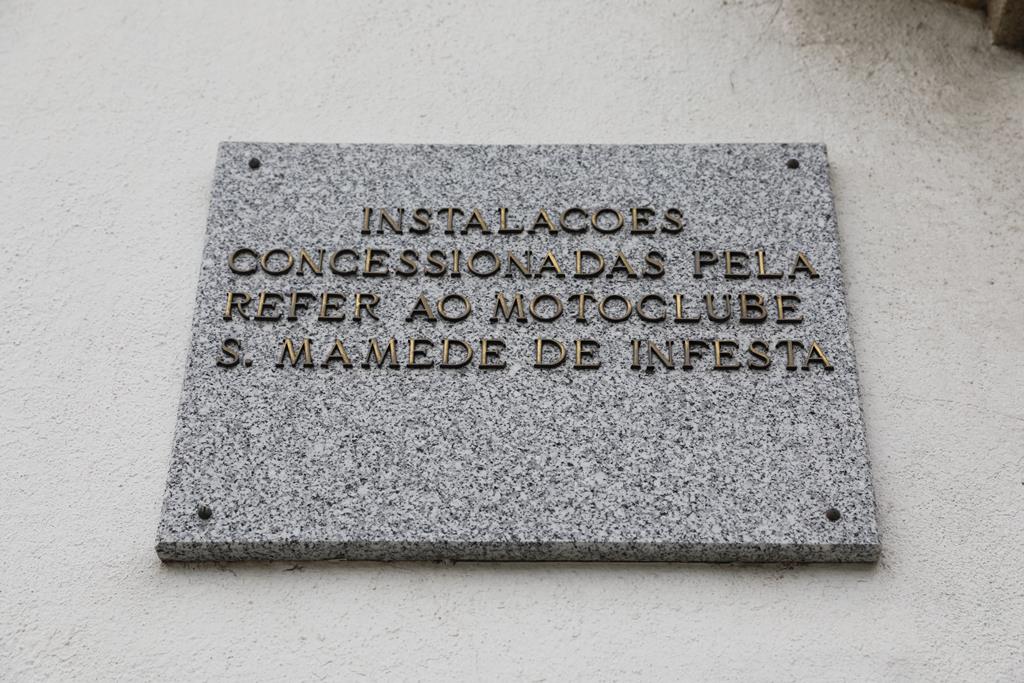 INSTALACOES
CONCESSIONADAS PELA
REFER AO MOTOCLUBE
S. MAMEDE DE INFESTA